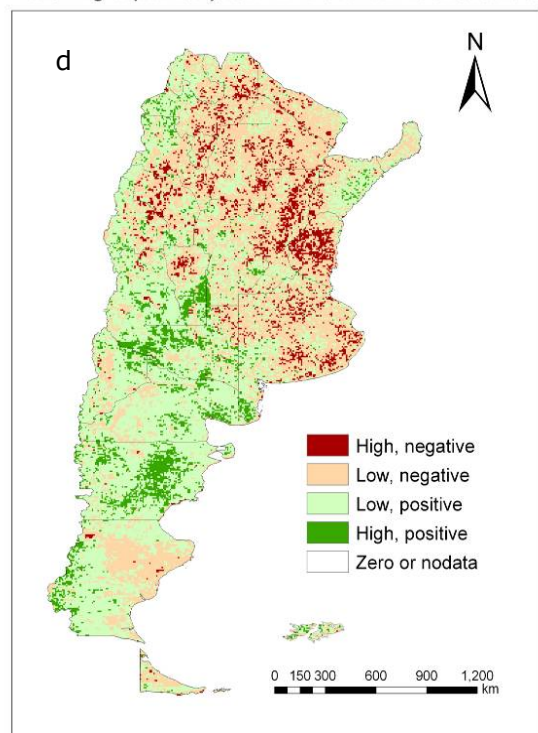 d
N
High, negative
Low, negative
Low, positive
High, positive
Zero or nodata
0 150 300 600 900 1,200
km